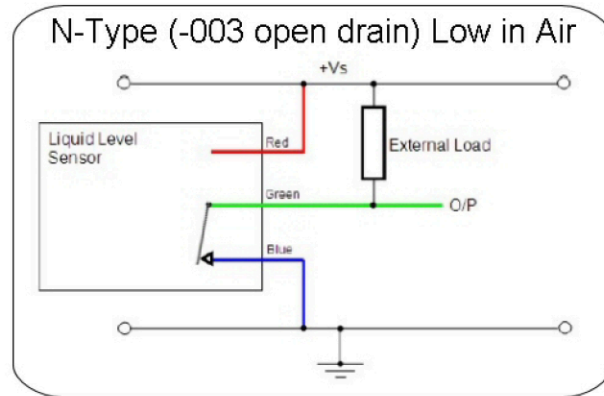 N-Type (-003 open drain) Low in Air
+Vs
Liquid Level
Sensor
Red
External Load
Green
O/P
Blue